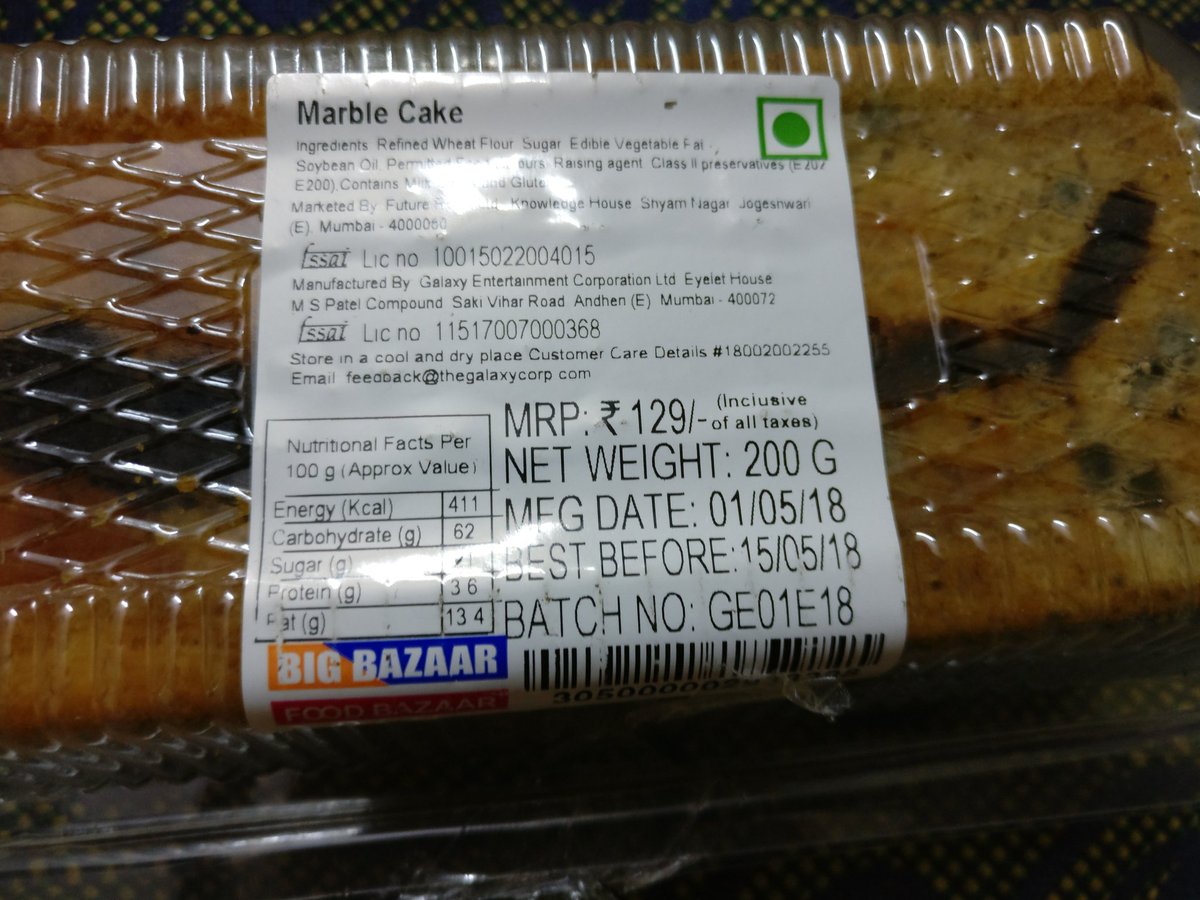 Marble Cake
Ingredients Refined Wheat Flour Sugar Edible Vegetable Fat
Soybean Oil. Raising agent Class II preservatives (E 202
E200), Contains
Marketed By Future Knowledge House Shyam Nagar Jogeshwari
(E). Mumbai - 4000060
fssai Lic no 10015022004015
Manufactured By Galaxy Entertainment Corporation Ltd Eyelet House
M S Patel Compound Saki Vihar Road Andheri (E) Mumbai - 400072
fssai Lic no 11517007000368
Store in a cool and dry place Customer Care Details #18002002255
Email feedback@thegalaxycorp com
Nutritional Facts Per
100 g (Approx Value)
Energy (Kcal) 411
Carbohydrate (g) 62
Sugar (g)
Protein (g) 3 6
Fat (g) 13 4
MRP: ₹ 129/- (Inclusive
of all taxes)
NET WEIGHT: 200 G
MFG DATE: 01/05/18
BEST BEFORE: 15/05/18
BATCH NO: GE01E18
BIG BAZAAR
FOOD BAZAAR